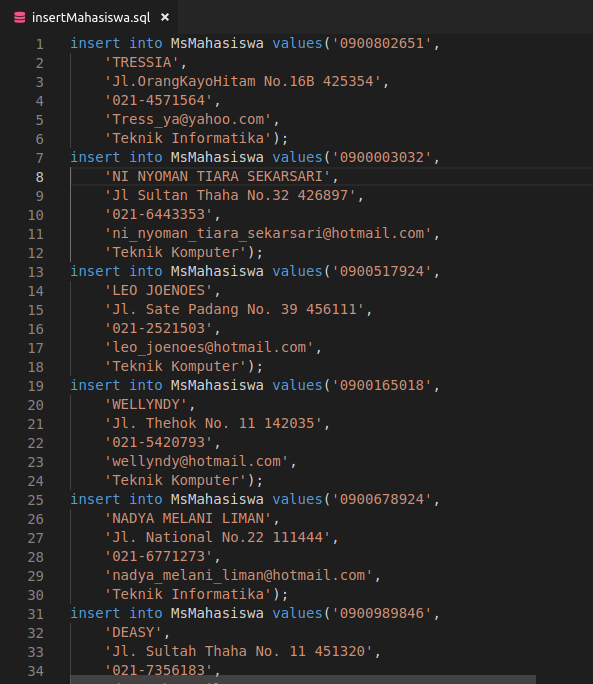 insertMahasiswa.sql ×
1 insert into MsMahasiswa values('0900802651',
2 'TRESSIA',
3 'Jl.OrangKayoHitam No.16B 425354',
4 '021-4571564',
5 'Tress_ya@yahoo.com',
6 'Teknik Informatika');
7 insert into MsMahasiswa values('0900003032',
8 'NI NYOMAN TIARA SEKARSARI',
9 'Jl Sultan Thaha No.32 426897',
10 '021-6443353',
11 'ni_nyoman_tiara_sekarsari@hotmail.com',
12 'Teknik Komputer');
13 insert into MsMahasiswa values('0900517924',
14 'LEO JOENOES',
15 'Jl. Sate Padang No. 39 456111',
16 '021-2521503',
17 'leo_joenoes@hotmail.com',
18 'Teknik Komputer');
19 insert into MsMahasiswa values('0900165018',
20 'WELLYNDY',
21 'Jl. Thehok No. 11 142035',
22 '021-5420793',
23 'wellyndy@hotmail.com',
24 'Teknik Komputer');
25 insert into MsMahasiswa values('0900678924',
26 'NADYA MELANI LIMAN',
27 'Jl. National No.22 111444',
28 '021-6771273',
29 'nadya_melani_liman@hotmail.com',
30 'Teknik Informatika');
31 insert into MsMahasiswa values('0900989846',
32 'DEASY',
33 'Jl. Sultah Thaha No. 11 451320',
34 '021-7356183',